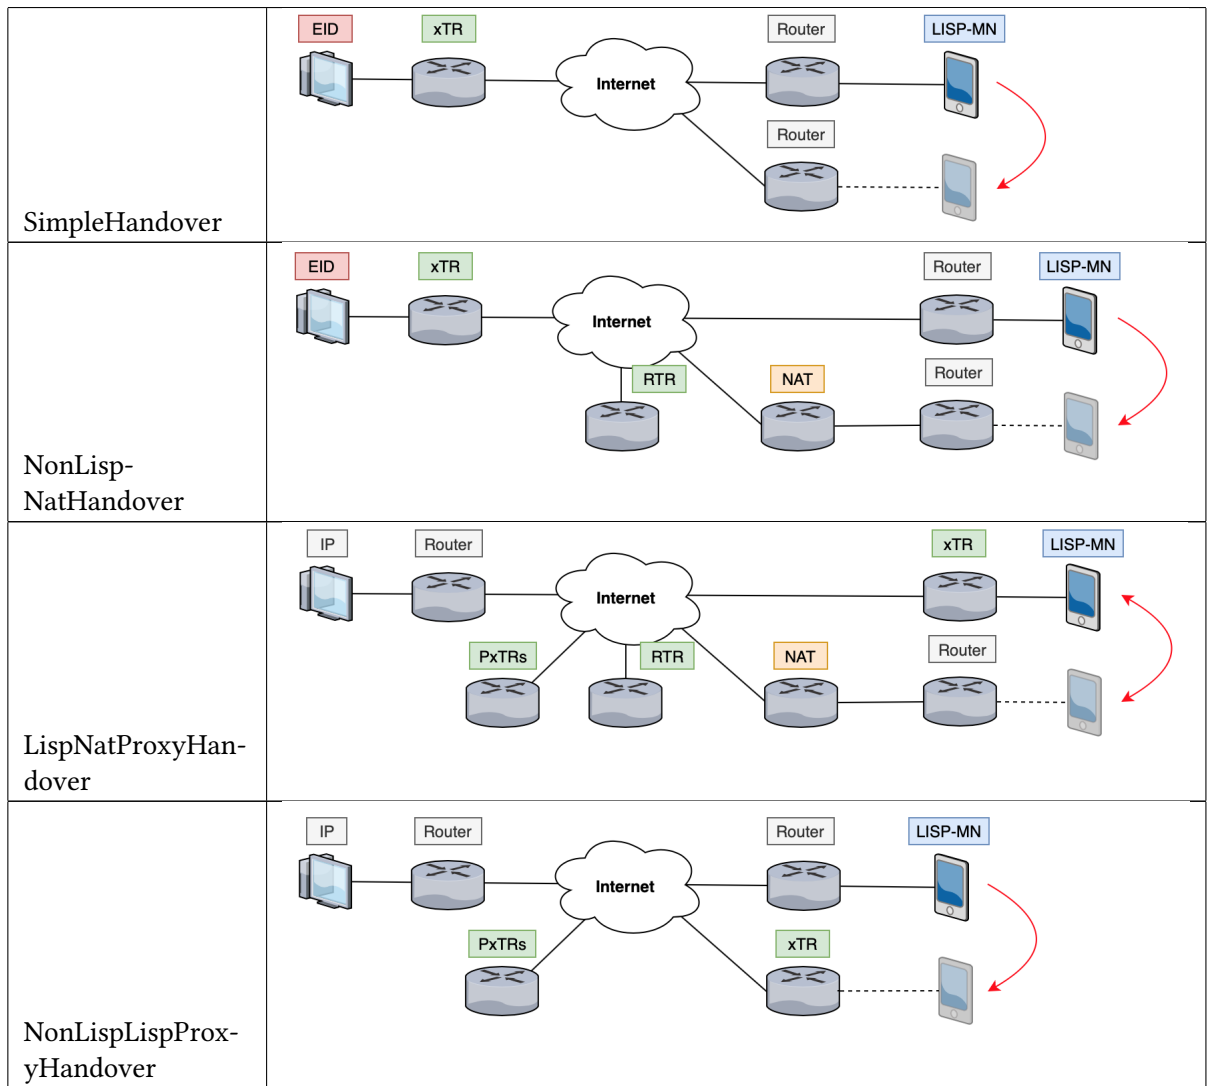 EID xTR Router LISP-MN
Internet
Router
SimpleHandover
EID xTR Router LISP-MN
Internet
RTR NAT Router
NonLisp-
NatHandover
IP Router xTR LISP-MN
Internet
PxTRs RTR NAT Router
LispNatProxyHan-
dover
IP Router Router LISP-MN
Internet
PxTRs xTR
NonLispLispProx-
yHandover